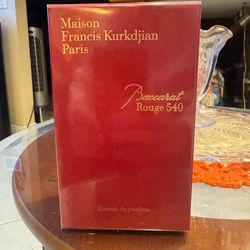 Maison
Francis Kurkdjian
Paris
Baccarat
Rouge 540
Extrait de parfum